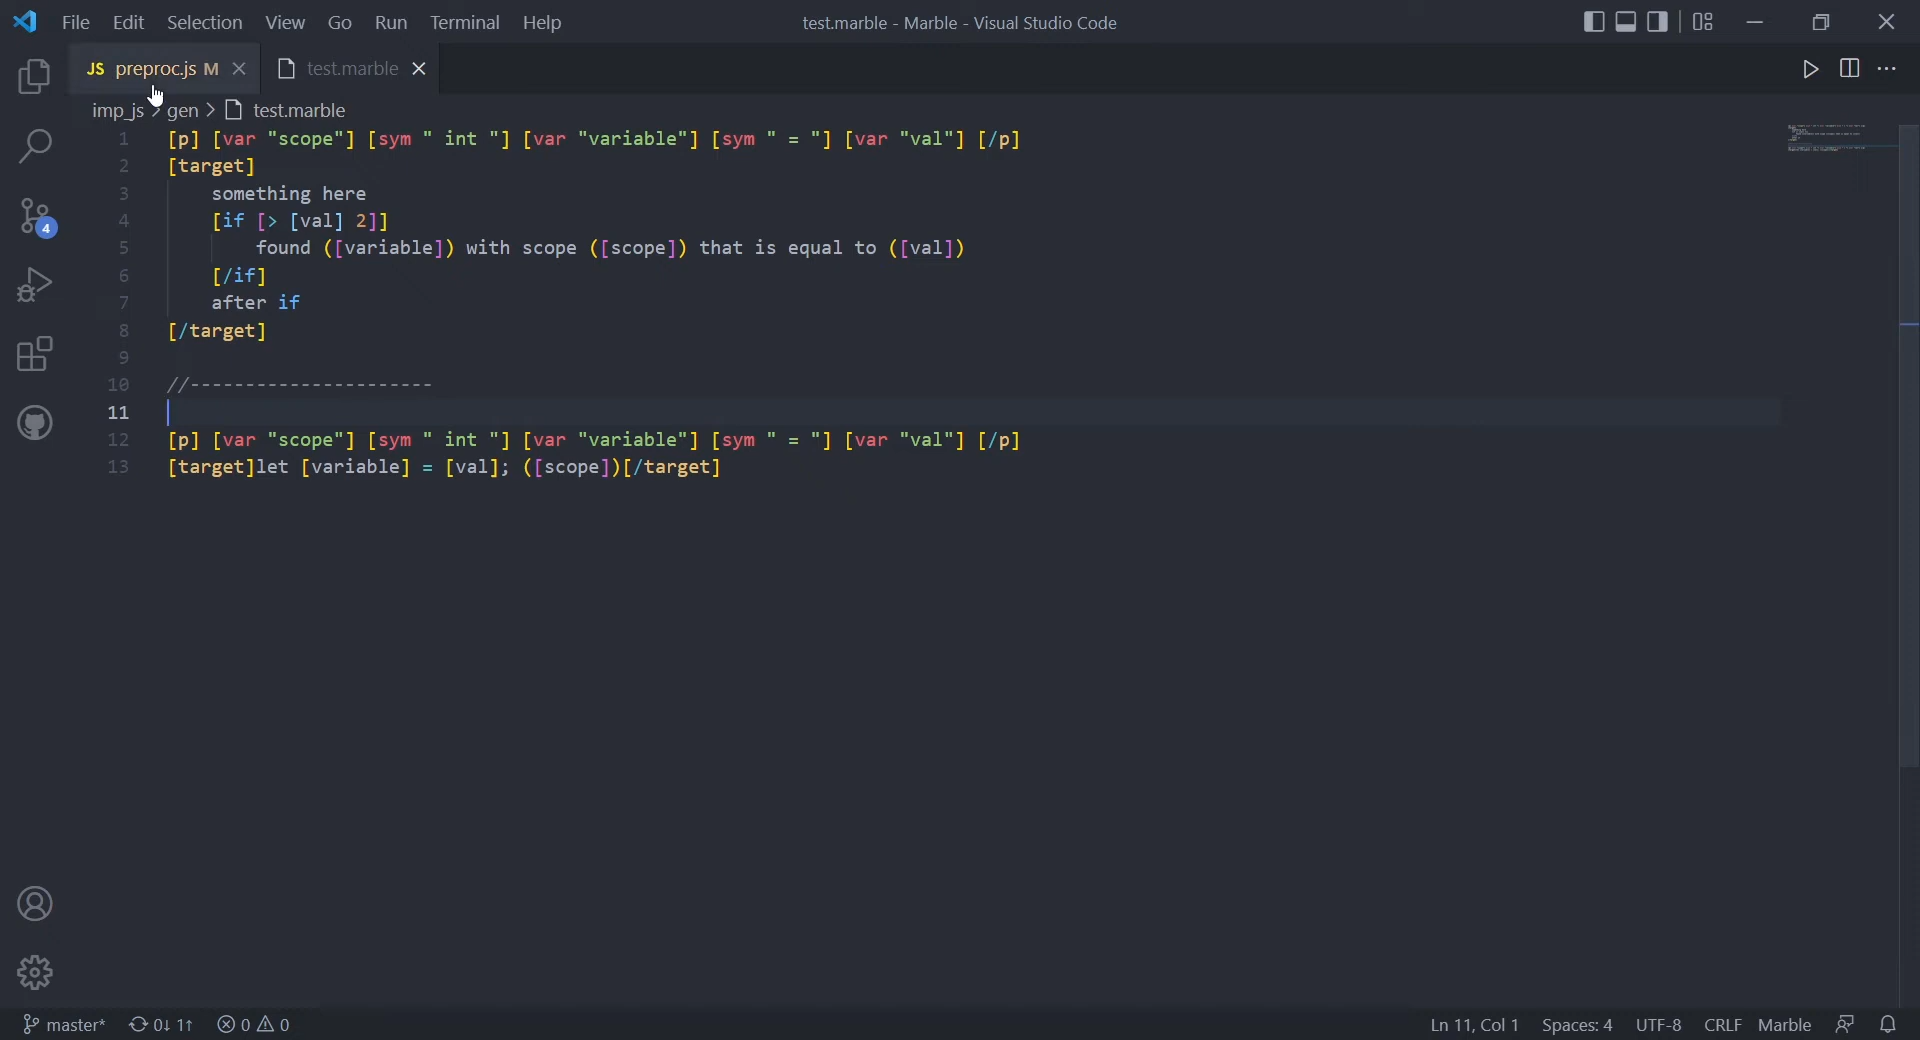 File Edit Selection View Go Run Terminal Help test.marble - Marble - Visual Studio Code
JS preproc.js M test.marble
imp_js > gen > test.marble
1 [p] [var "scope"] [sym " int "] [var "variable"] [sym " = "] [var "val"] [/p]
2 [target]
3 something here
4 [if [> [val] 2]]
5 found ([variable]) with scope ([scope]) that is equal to ([val])
6 [/if]
7 after if
8 [/target]
9
10 //----------------------
11
12 [p] [var "scope"] [sym " int "] [var "variable"] [sym " = "] [var "val"] [/p]
13 [target]let [variable] = [val]; ([scope])[/target]
4
master* 0↓ 1↑ 0 0 Ln 11, Col 1 Spaces: 4 UTF-8 CRLF Marble